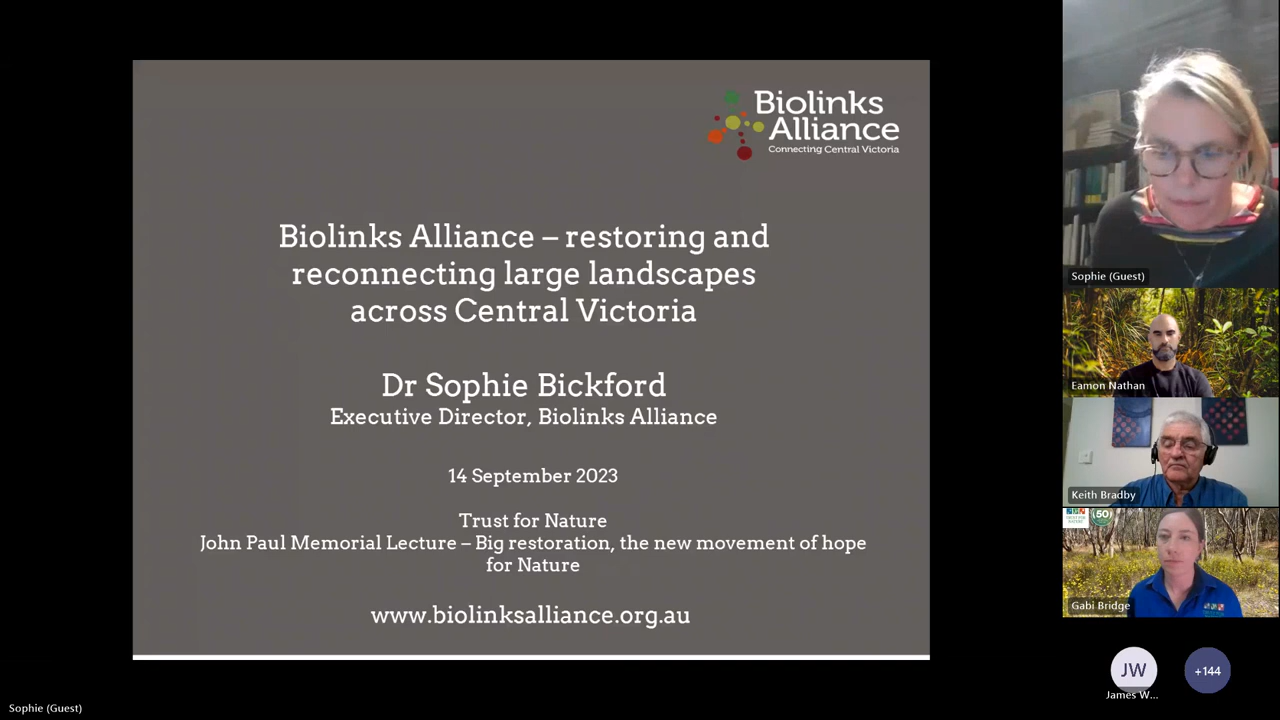 Biolinks
Alliance
Connecting Central Victoria
Biolinks Alliance – restoring and
reconnecting large landscapes
across Central Victoria
Dr Sophie Bickford
Executive Director, Biolinks Alliance
14 September 2023
Trust for Nature
John Paul Memorial Lecture – Big restoration, the new movement of hope
for Nature
www.biolinksalliance.org.au
Sophie (Guest)
Eamon Nathan
Keith Bradby
50
Gabi Bridge
JW
+144
James W...
Sophie (Guest)